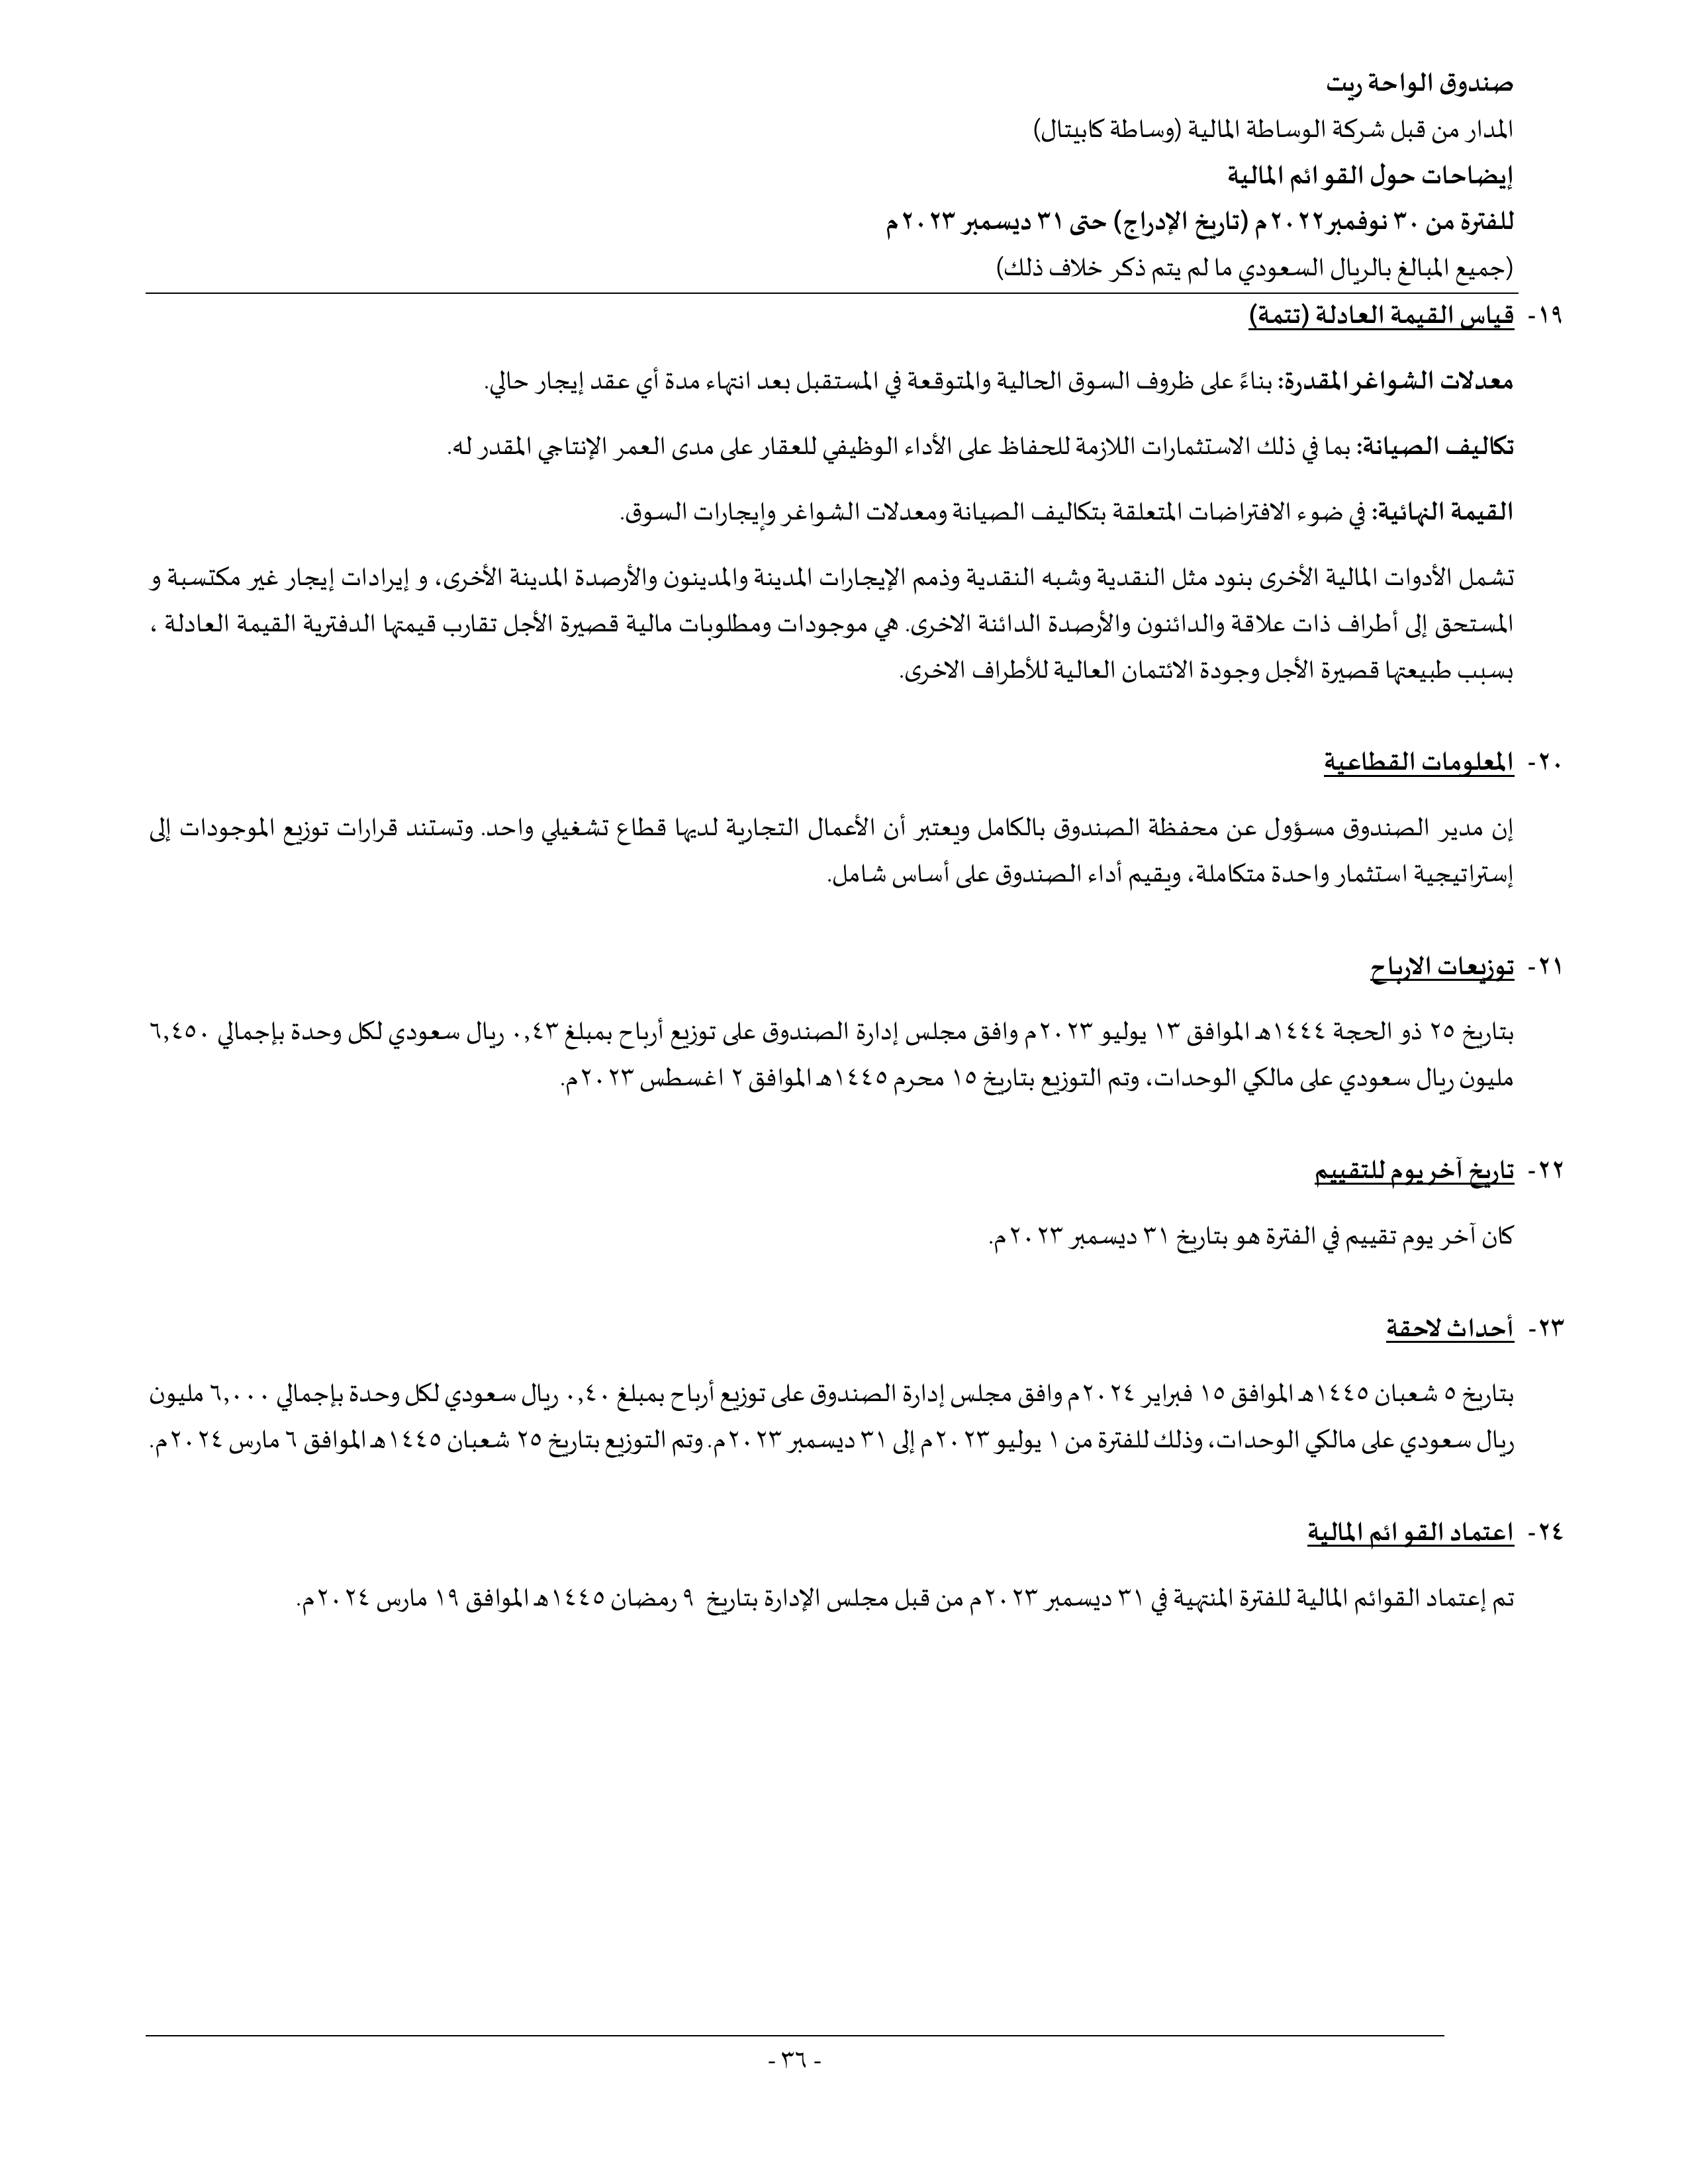 صندوق الواحة ريت
المدار من قبل شركة الوساطة المالية (وساطة كابيتال)
إيضاحات حول القوائم المالية
للفترة من ٣٠ نوفمبر٢٠٢٢م (تاريخ الإدراج) حتى ٣١ ديسمبر ٢٠٢٣م
(جميع المبالغ بالريال السعودي ما لم يتم ذكر خلاف ذلك)
١٩- قياس القيمة العادلة (تتمة)
معدلات الشواغر المقدرة: بناءً على ظروف السوق الحالية والمتوقعة في المستقبل بعد انتهاء مدة أي عقد إيجار حالي.
تكاليف الصيانة: بما في ذلك الاستثمارات اللازمة للحفاظ على الأداء الوظيفي للعقار على مدى العمر الإنتاجي المقدر له.
القيمة النهائية: في ضوء الافتراضات المتعلقة بتكاليف الصيانة ومعدلات الشواغر وإيجارات السوق.
تشمل الأدوات المالية الأخرى بنود مثل النقدية وشبه النقدية وذمم الإيجارات المدينة والمدينون والأرصدة المدينة الأخرى، و إيرادات إيجار غير مكتسبة و
المستحق إلى أطراف ذات علاقة والدائنون والأرصدة الدائنة الاخرى. هي موجودات ومطلوبات مالية قصيرة الأجل تقارب قيمتها الدفترية القيمة العادلة ،
بسبب طبيعتها قصيرة الأجل وجودة الائتمان العالية للأطراف الاخرى.
٢٠- المعلومات القطاعية
إن مدير الصندوق مسؤول عن محفظة الصندوق بالكامل ويعتبر أن الأعمال التجارية لديها قطاع تشغيلي واحد. وتستند قرارات توزيع الموجودات إلى
إستراتيجية استثمار واحدة متكاملة، ويقيم أداء الصندوق على أساس شامل.
٢١- توزيعات الارباح
بتاريخ ٢٥ ذو الحجة ١٤٤٤هـ الموافق ١٣ يوليو ٢٠٢٣م وافق مجلس إدارة الصندوق على توزيع أرباح بمبلغ ٠,٤٣ ريال سعودي لكل وحدة بإجمالي ٦,٤٥٠
مليون ريال سعودي على مالكي الوحدات، وتم التوزيع بتاريخ ١٥ محرم ١٤٤٥هـ الموافق ٢ اغسطس ٢٠٢٣م.
٢٢- تاريخ آخر يوم للتقييم
كان آخر يوم تقييم في الفترة هو بتاريخ ٣١ ديسمبر ٢٠٢٣م.
٢٣- أحداث لاحقة
بتاريخ ٥ شعبان ١٤٤٥هـ الموافق ١٥ فبراير ٢٠٢٤م وافق مجلس إدارة الصندوق على توزيع أرباح بمبلغ ٠,٤٠ ريال سعودي لكل وحدة بإجمالي ٦,٠٠٠ مليون
ريال سعودي على مالكي الوحدات، وذلك للفترة من ١ يوليو ٢٠٢٣م إلى ٣١ ديسمبر ٢٠٢٣م. وتم التوزيع بتاريخ ٢٥ شعبان ١٤٤٥هـ الموافق ٦ مارس ٢٠٢٤م.
٢٤- اعتماد القوائم المالية
تم إعتماد القوائم المالية للفترة المنتهية في ٣١ ديسمبر ٢٠٢٣م من قبل مجلس الإدارة بتاريخ ٩ رمضان ١٤٤٥هـ الموافق ١٩ مارس ٢٠٢٤م.
- ٣٦ -